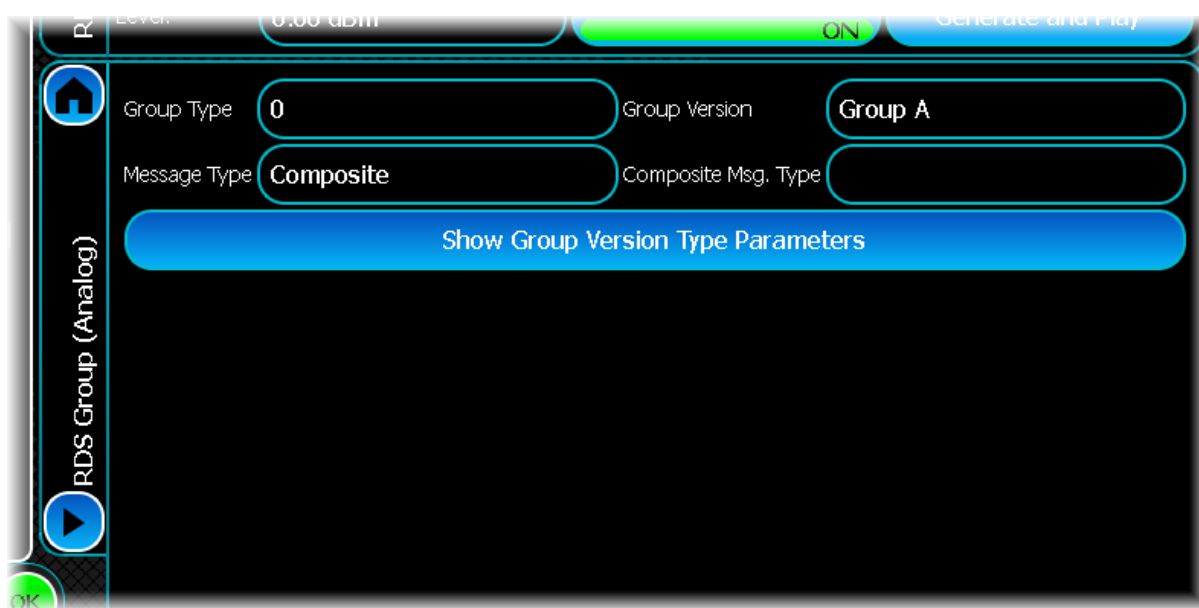 Level:
0.00 dBm
ON
Generate and Play
Group Type
0
Group Version
Group A
Message Type
Composite
Composite Msg. Type
Show Group Version Type Parameters
RDS Group (Analog)
OK